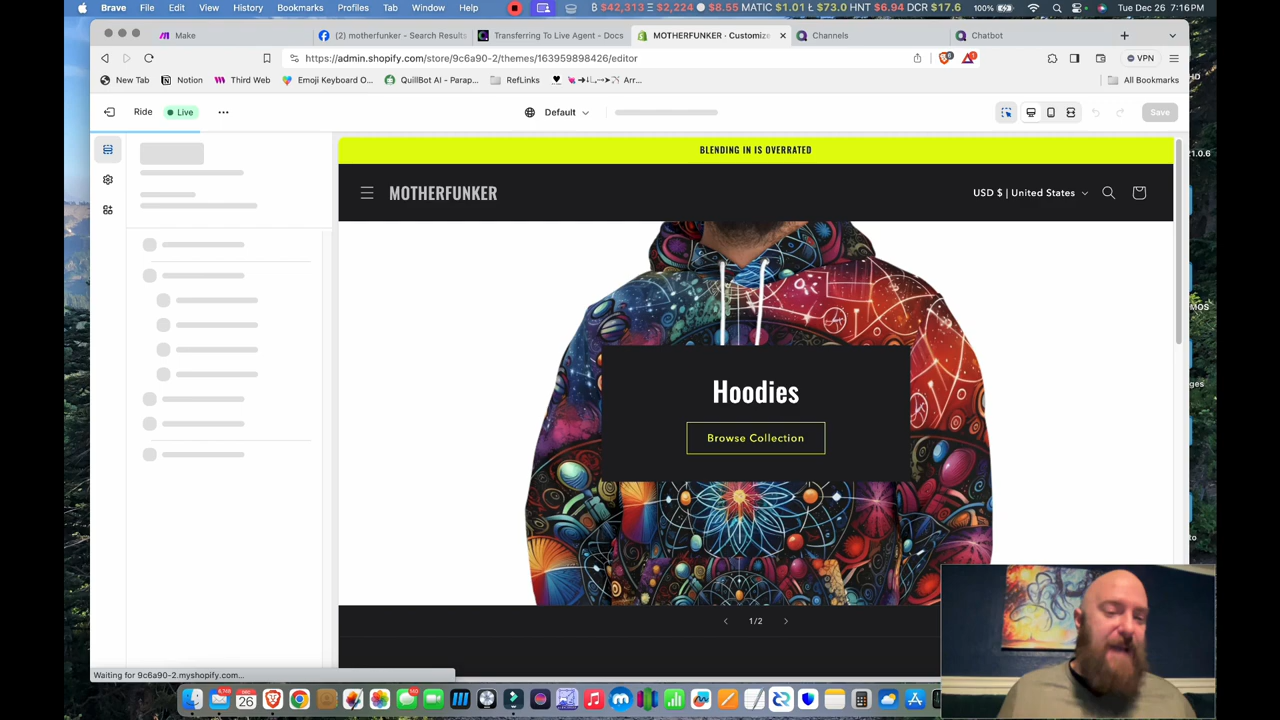 Brave File Edit View History Bookmarks Profiles Tab Window Help ₿ $42,313 Ξ $2,224 $8.55 MATIC $1.01 Ł $73.0 HNT $6.94 DCR $17.6 100% Tue Dec 26 7:16 PM
Make (2) motherfunker - Search Results Transferring To Live Agent - Docs MOTHERFUNKER · Customize Channels Chatbot
https://admin.shopify.com/store/9c6a90-2/themes/163959898426/editor 6 1 VPN
New Tab Notion Third Web Emoji Keyboard O... QuillBot AI - Parap... RefLinks Arr... All Bookmarks
Ride Live Default Save
BLENDING IN IS OVERRATED
MOTHERFUNKER USD $ | United States
Hoodies
Browse Collection
1/2
Waiting for 9c6a90-2.myshopify.com...
DEC
26